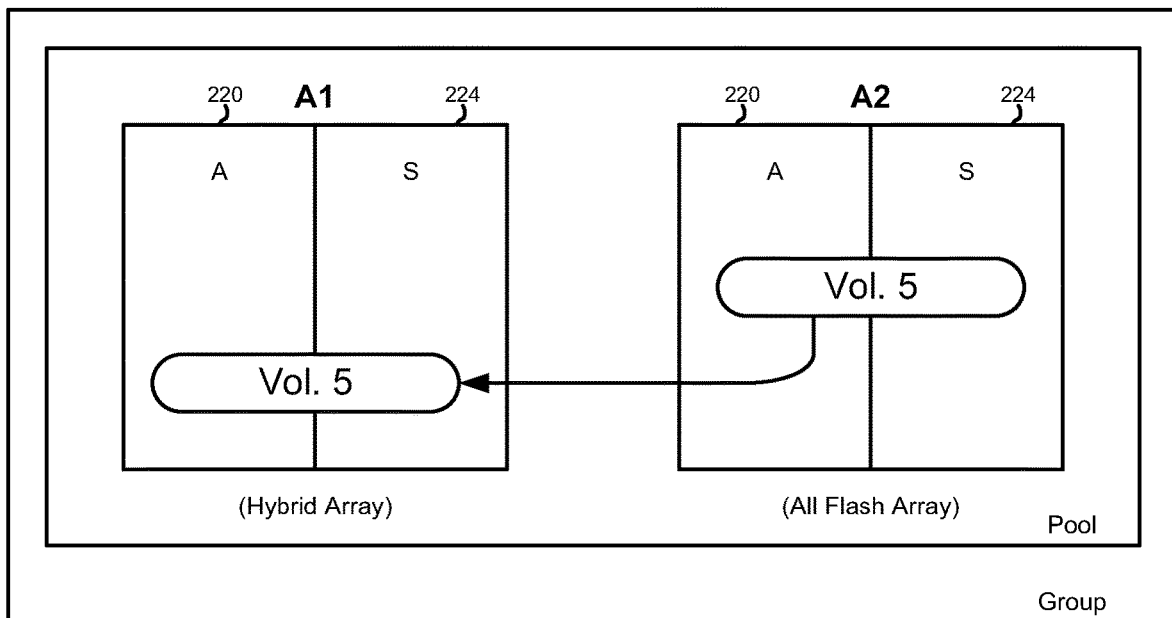 220 A1 224
220 A2 224
A S
A S
Vol. 5
Vol. 5
(Hybrid Array)
(All Flash Array)
Pool
Group